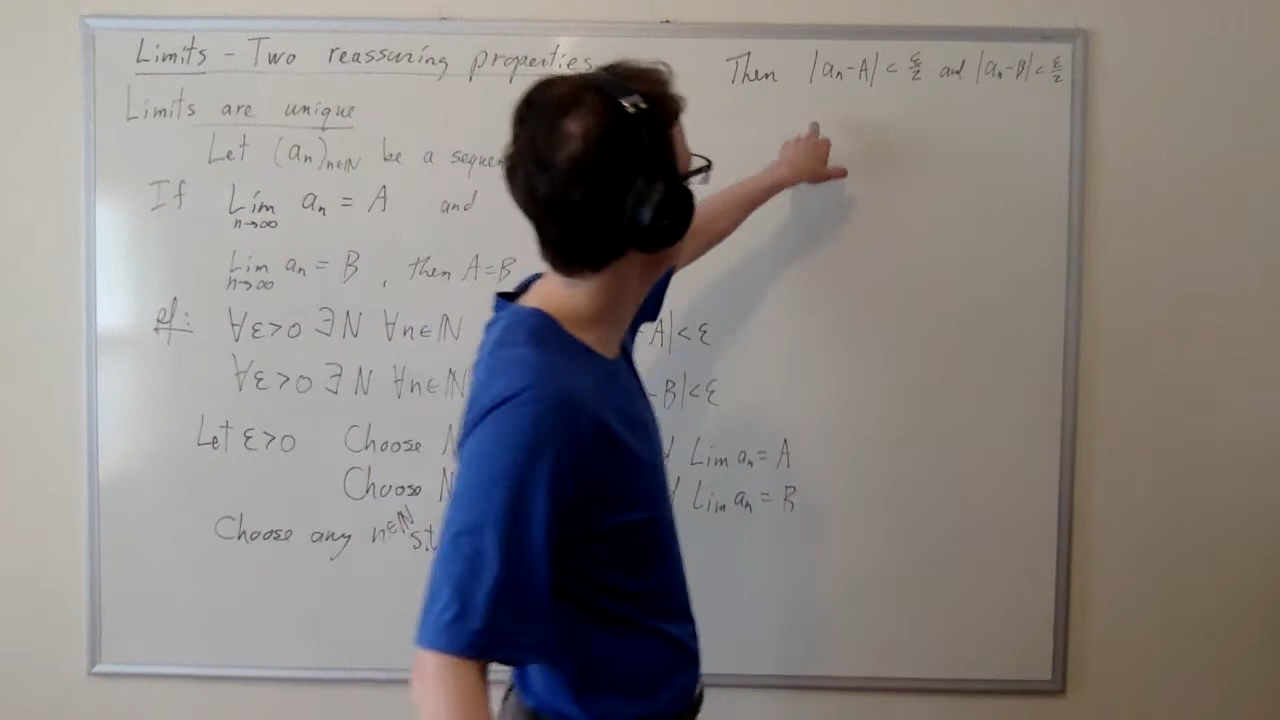 Limits - Two reassuring properties
Limits are unique
Let (aₙ)ₙ∈ℕ be a
If Lim n→∞ aₙ = A and
Lim n→∞ aₙ = B , then A=B
pf: ∀ε>0 ∃N ∀n∈ℕ -A|<ε
∀ε>0 ∃N ∀n∈ℕ -B|<ε
Let ε>0 Choose N Lim aₙ = A
Choose N Lim aₙ = B
Choose any n∈ℕ s.t
Then |aₙ-A| < ε/2 and |aₙ-B| < ε/2